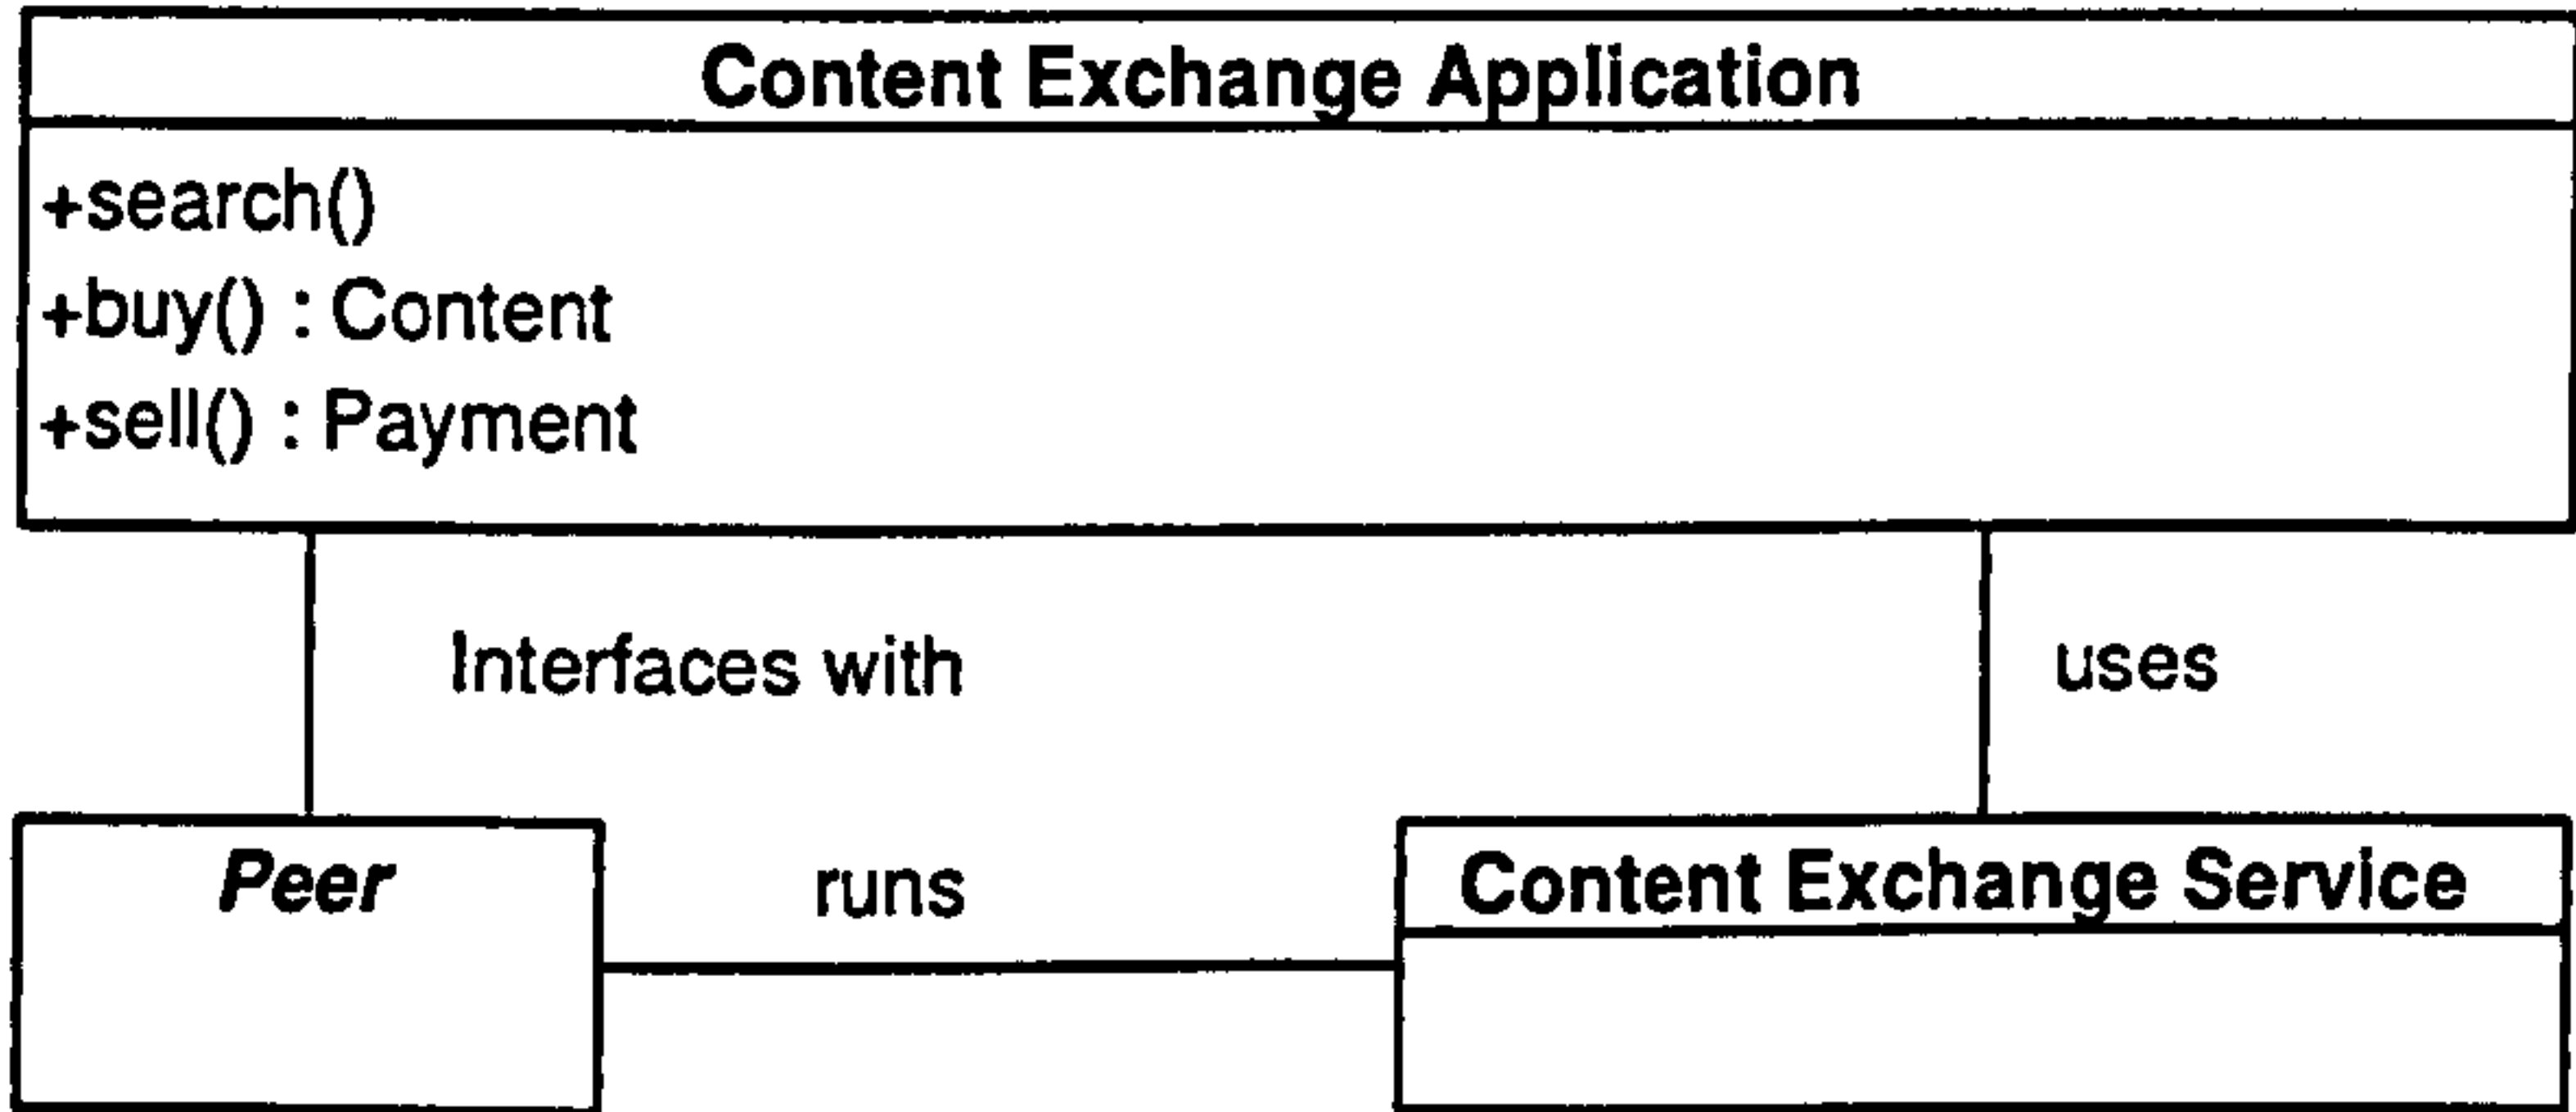 Content Exchange Application
+search()
+buy() : Content
+sell() : Payment
Interfaces with
uses
Peer
runs
Content Exchange Service